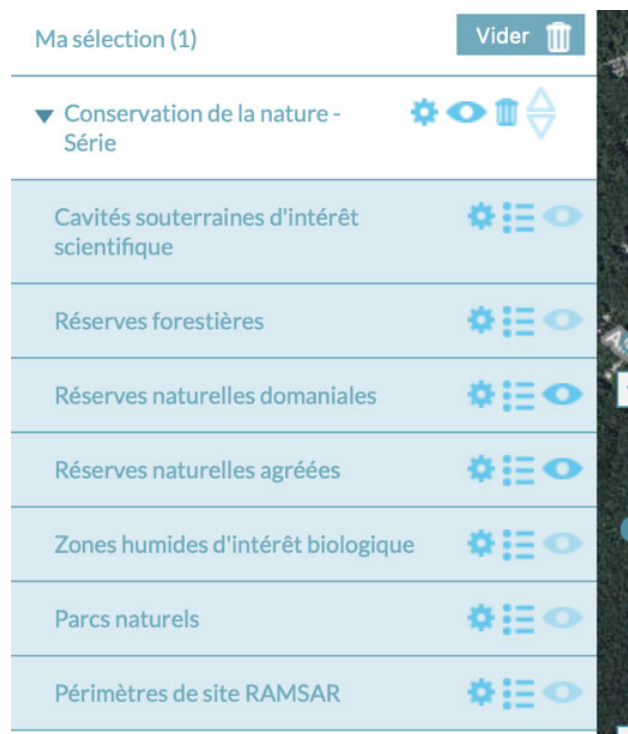 Ma sélection (1)
Vider
Conservation de la nature -
Série
Cavités souterraines d'intérêt
scientifique
Réserves forestières
Réserves naturelles domaniales
Réserves naturelles agréées
Zones humides d'intérêt biologique
Parcs naturels
Périmètres de site RAMSAR